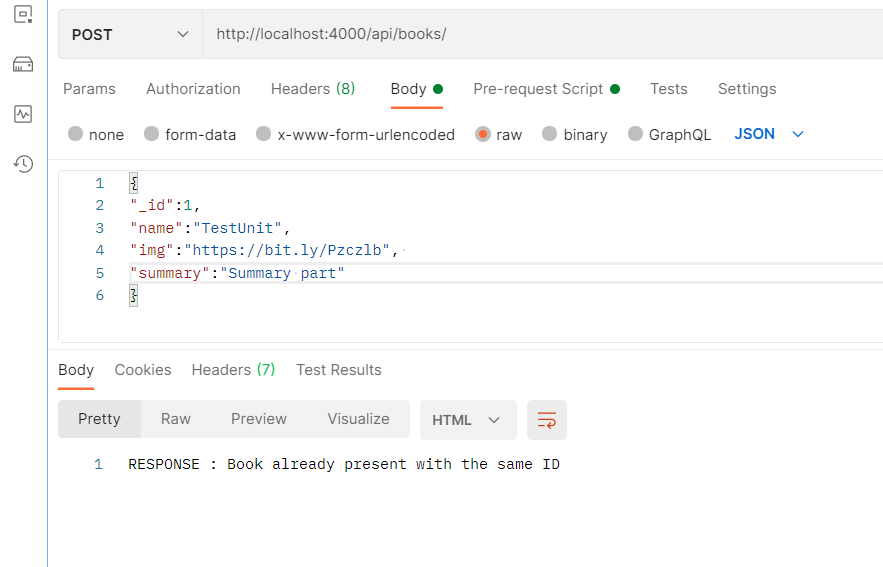 POST http://localhost:4000/api/books/
Params Authorization Headers (8) Body Pre-request Script Tests Settings
none form-data x-www-form-urlencoded raw binary GraphQL JSON
1 {
2 "_id":1,
3 "name":"TestUnit",
4 "img":"https://bit.ly/Pzczlb",
5 "summary":"Summary part"
6 }
Body Cookies Headers (7) Test Results
Pretty Raw Preview Visualize HTML
1 RESPONSE : Book already present with the same ID